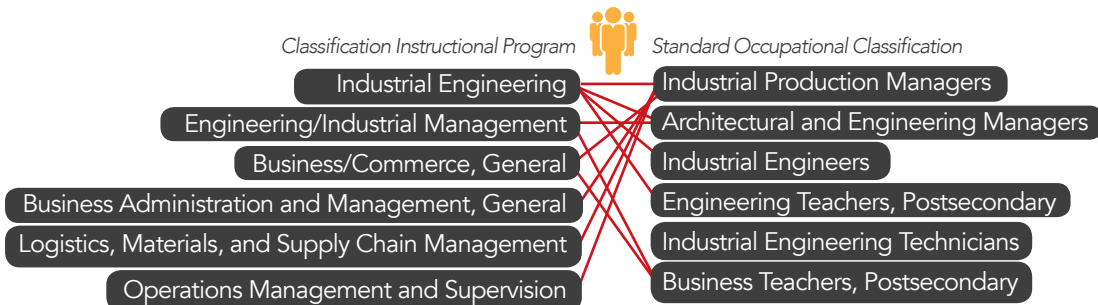 Classification Instructional Program
Standard Occupational Classification
Industrial Engineering
Engineering/Industrial Management
Business/Commerce, General
Business Administration and Management, General
Logistics, Materials, and Supply Chain Management
Operations Management and Supervision
Industrial Production Managers
Architectural and Engineering Managers
Industrial Engineers
Engineering Teachers, Postsecondary
Industrial Engineering Technicians
Business Teachers, Postsecondary